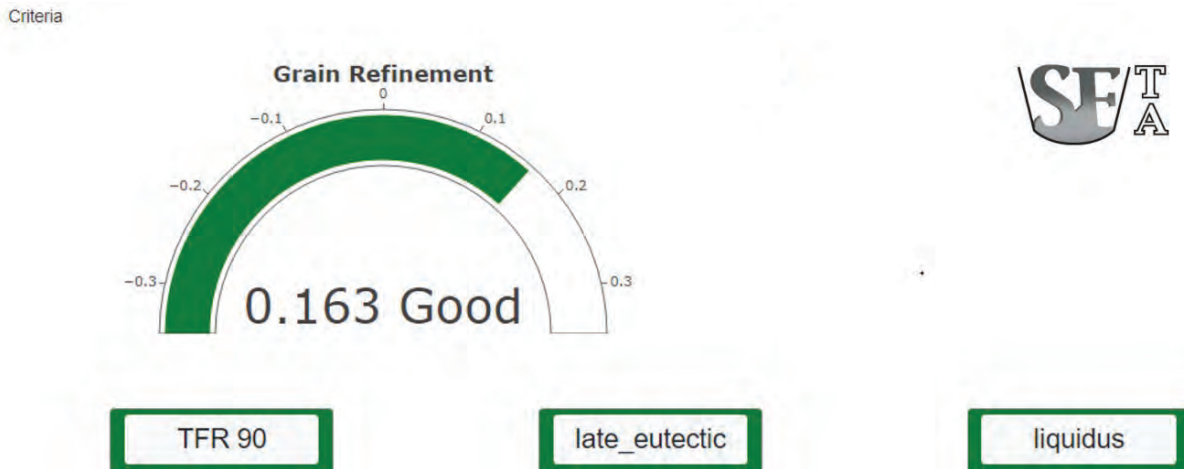 Criteria
Grain Refinement
0
−0.1
0.1
−0.2
0.2
−0.3
0.3
0.163 Good
SF
T
A
TFR 90
late_eutectic
liquidus